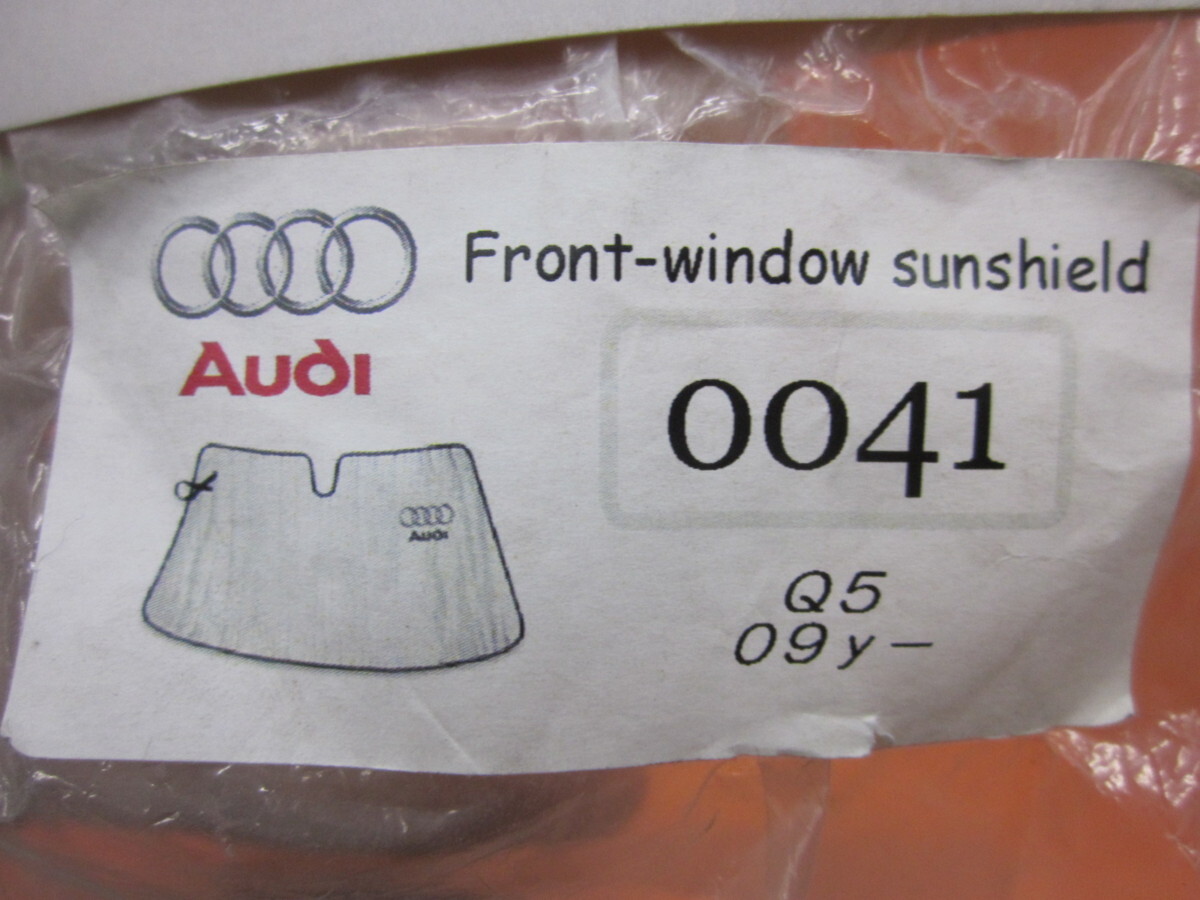 Front-window sunshield
Audi
0041
Audi
Q5
09y-